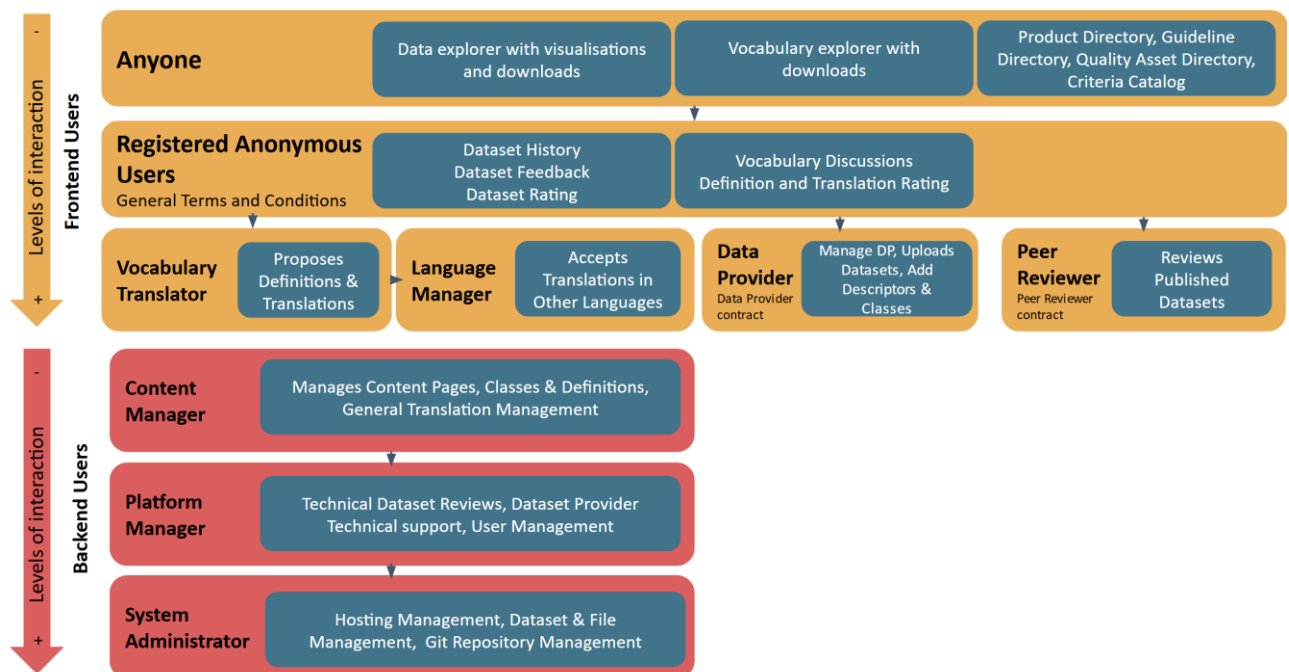 -
Levels of interaction
+
Frontend Users
Anyone
Data explorer with visualisations
and downloads
Vocabulary explorer with
downloads
Product Directory, Guideline
Directory, Quality Asset Directory,
Criteria Catalog
Registered Anonymous
Users
General Terms and Conditions
Dataset History
Dataset Feedback
Dataset Rating
Vocabulary Discussions
Definition and Translation Rating
Vocabulary
Translator
Proposes
Definitions &
Translations
Language
Manager
Accepts
Translations in
Other Languages
Data
Provider
Data Provider
contract
Manage DP, Uploads
Datasets, Add
Descriptors &
Classes
Peer
Reviewer
Peer Reviewer
contract
Reviews
Published
Datasets
-
Levels of interaction
+
Backend Users
Content
Manager
Manages Content Pages, Classes & Definitions,
General Translation Management
Platform
Manager
Technical Dataset Reviews, Dataset Provider
Technical support, User Management
System
Administrator
Hosting Management, Dataset & File
Management, Git Repository Management